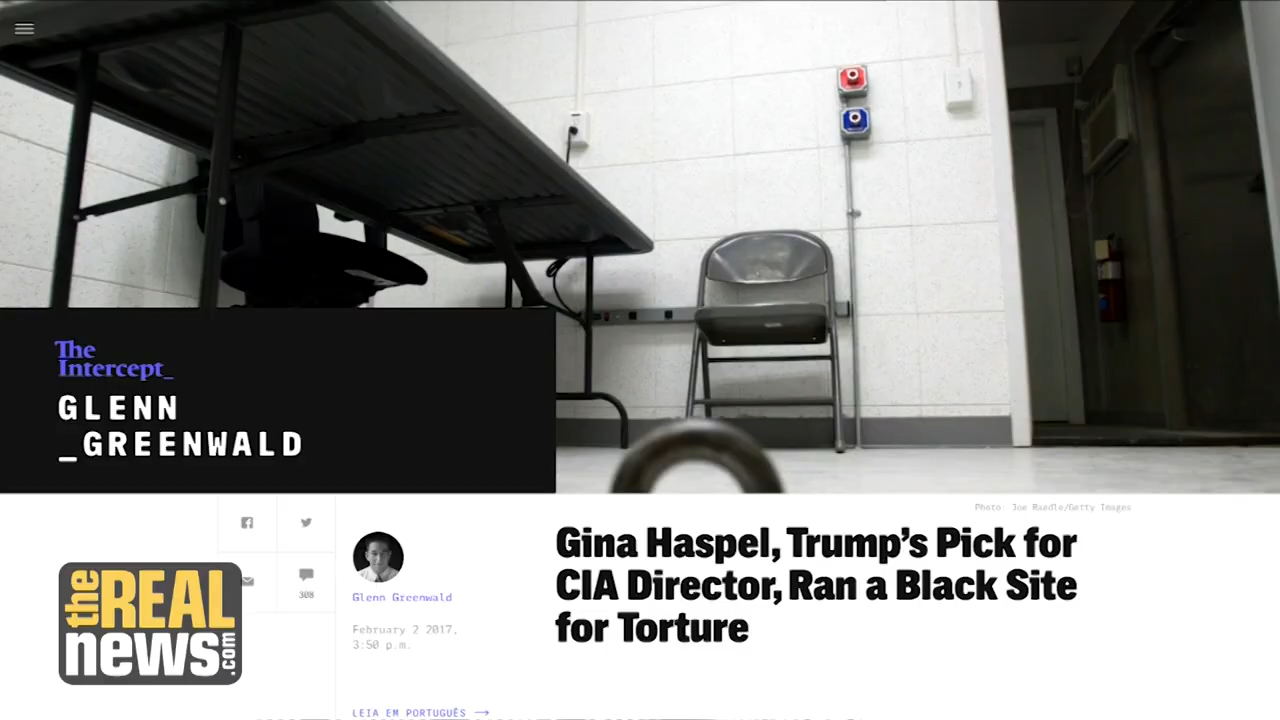 The
Intercept_
GLENN
_GREENWALD
Photo: Joe Raedle/Getty Images
Gina Haspel, Trump's Pick for
CIA Director, Ran a Black Site
for Torture
308
Glenn Greenwald
February 2 2017,
3:50 p.m.
LEIA EM PORTUGUÊS ⟶
the REAL
news.com